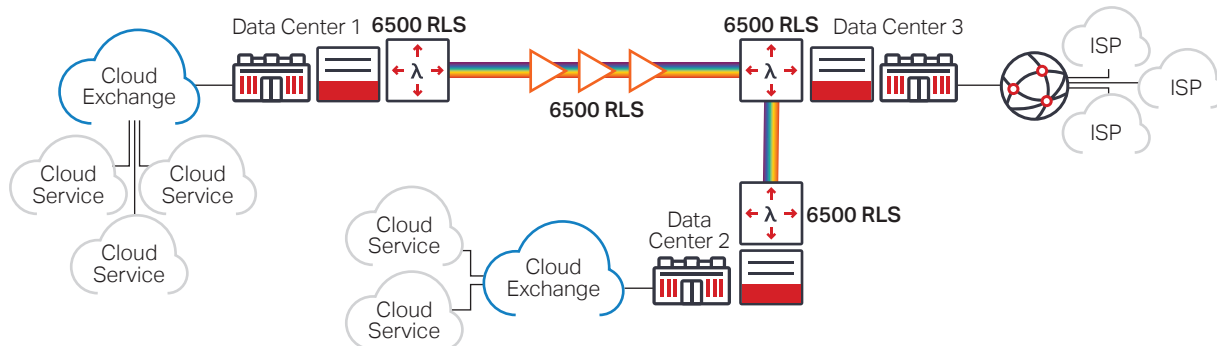 Data Center 1
6500 RLS
6500 RLS
Data Center 3
ISP
Cloud
Exchange
λ
λ
ISP
6500 RLS
ISP
Cloud
Service
Cloud
Service
Cloud
Service
λ
6500 RLS
Data
Center 2
Cloud
Service
Cloud
Exchange
Cloud
Service